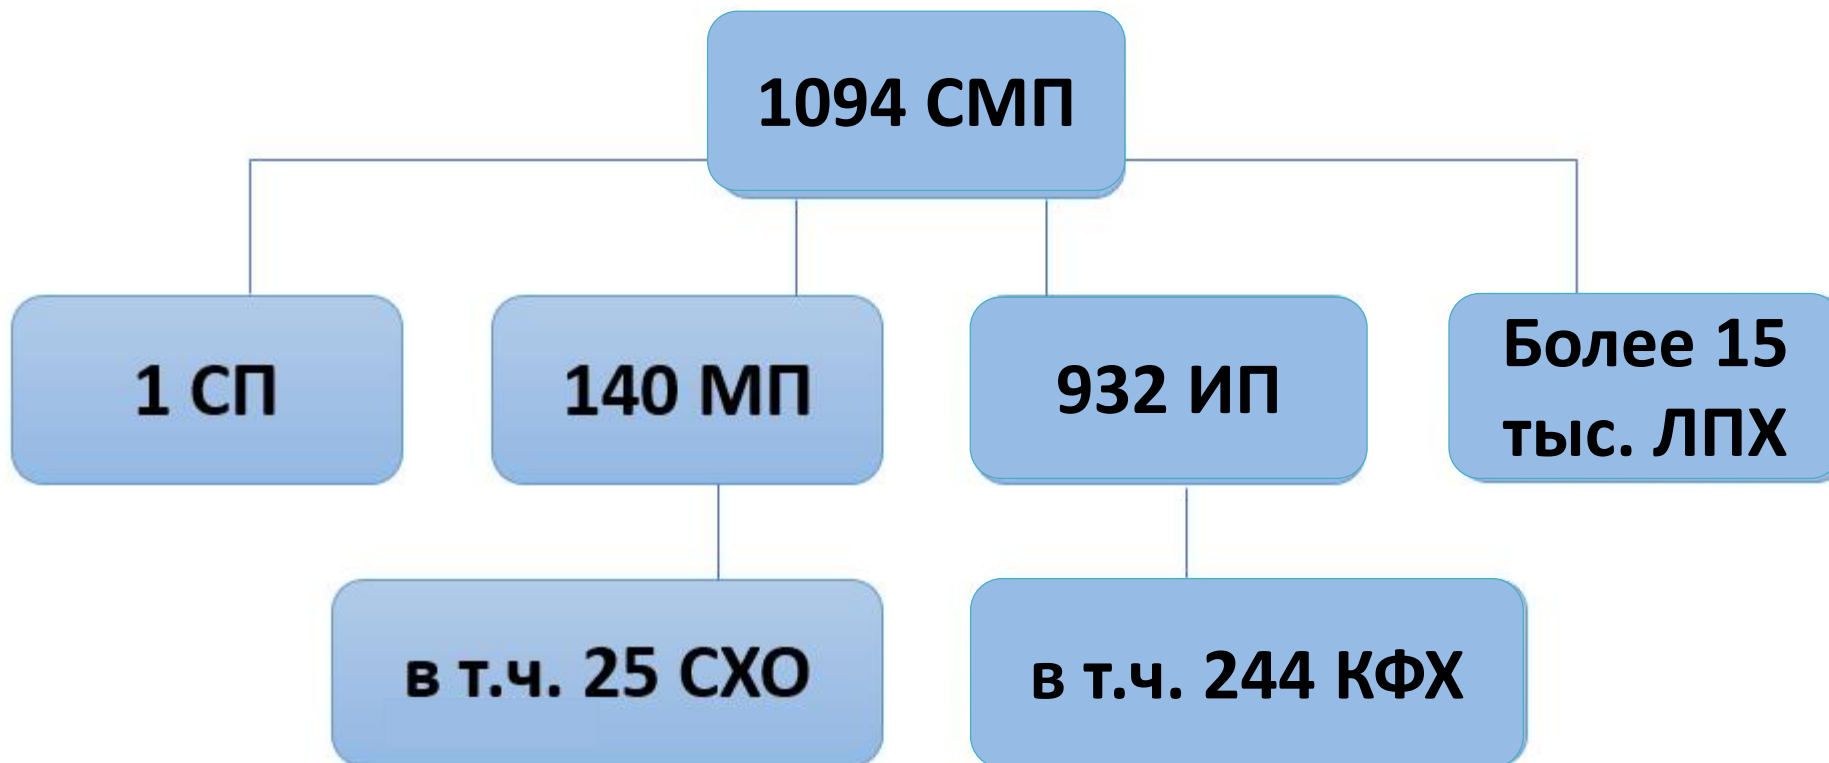 1094 СМП
1 СП
140 МП
932 ИП
Более 15
тыс. ЛПХ
в т.ч. 25 СХО
в т.ч. 244 КФХ